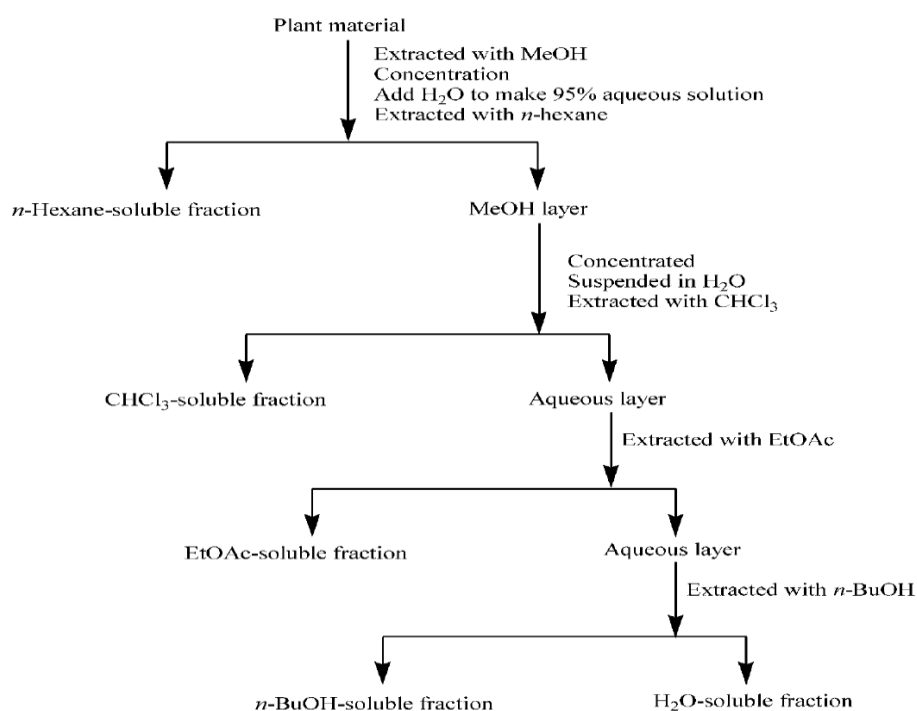 Plant material
Extracted with MeOH
Concentration
Add H₂O to make 95% aqueous solution
Extracted with n-hexane
n-Hexane-soluble fraction
MeOH layer
Concentrated
Suspended in H₂O
Extracted with CHCl₃
CHCl₃-soluble fraction
Aqueous layer
Extracted with EtOAc
EtOAc-soluble fraction
Aqueous layer
Extracted with n-BuOH
n-BuOH-soluble fraction
H₂O-soluble fraction